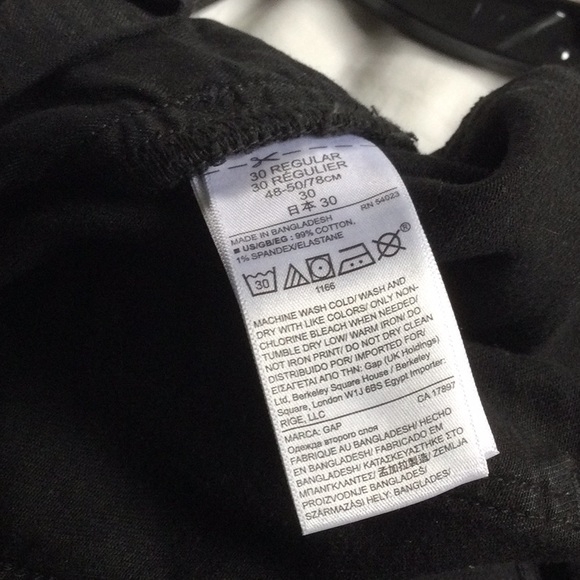 30 REGULAR
30 RÉGULIER
48-50/78CM
30
日本 30
RN 54023
MADE IN BANGLADESH
■ US/GB/EG : 99% COTTON,
1% SPANDEX/ELASTANE
30
1166
MACHINE WASH COLD/ WASH AND
DRY WITH LIKE COLORS/ ONLY NON-
CHLORINE BLEACH WHEN NEEDED/
TUMBLE DRY LOW/ WARM IRON/ DO
NOT IRON PRINT/ DO NOT DRY CLEAN
DISTRIBUIDO POR/ IMPORTED FOR/
ΕΙΣΑΓΕΤΑΙ ΑΠΟ ΤΗΝ: Gap (UK Holdings)
Ltd, Berkeley Square House / Berkeley
Square, London W1J 6BS Egypt Importer:
RIGE, LLC
CA 17897
MARCA: GAP
Одежда второго слоя
FABRIQUÉ AU BANGLADESH/ HECHO
EN BANGLADESH/ FABRICADO EM
BANGLADESH/ ΚΑΤΑΣΚΕΥΑΣΤΗΚΕ ΣΤΟ
ΜΠΑΝΓΚΛΑΝΤΕΣ/ 孟加拉製造/ ZEMLJA
PROIZVODNJE BANGLADEŠ/
SZÁRMAZÁSI HELY: BANGLADES/